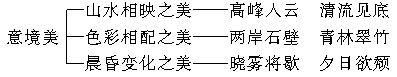 山水相映之美——高峰入云 清流见底
意境美 色彩相配之美——两岸石壁 青林翠竹
晨昏变化之美——晓雾将歇 夕日欲颓